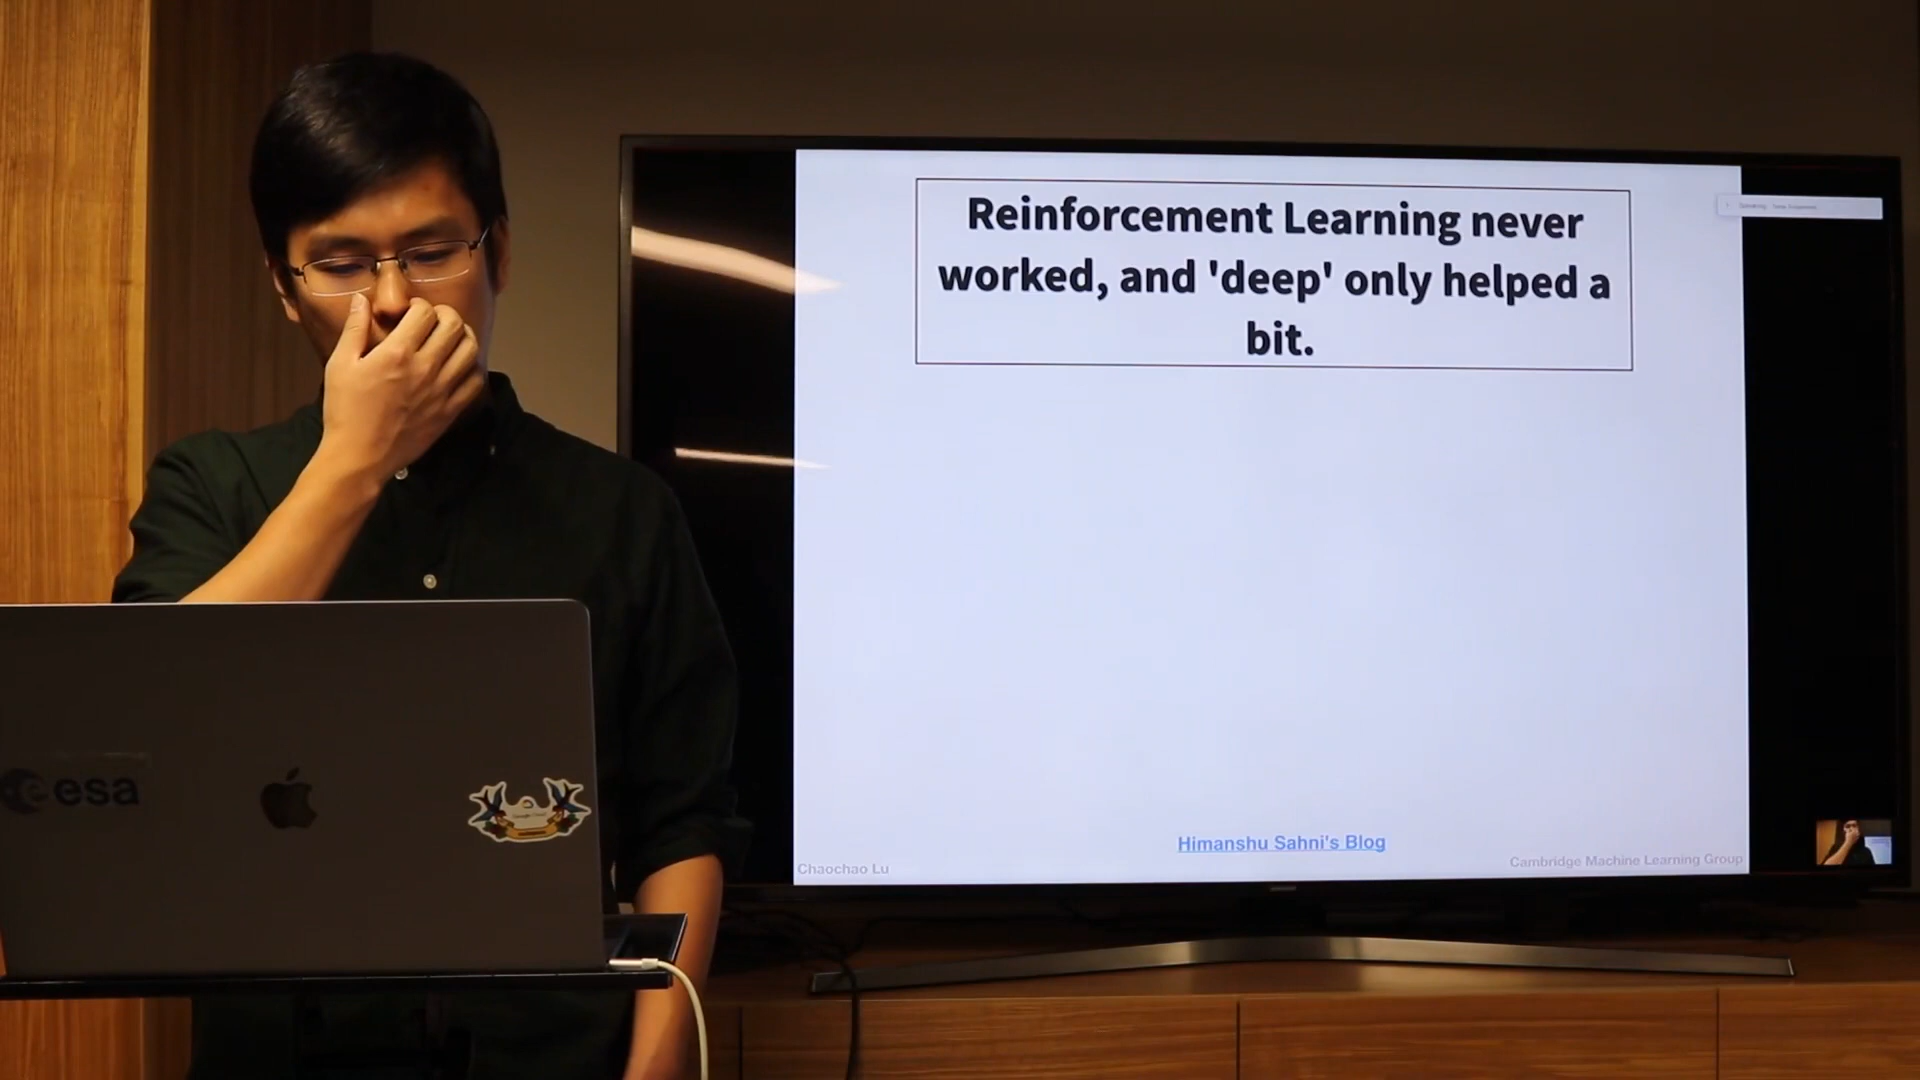 Reinforcement Learning never
worked, and 'deep' only helped a
bit.
Himanshu Sahni's Blog
Chaochao Lu
Cambridge Machine Learning Group
esa